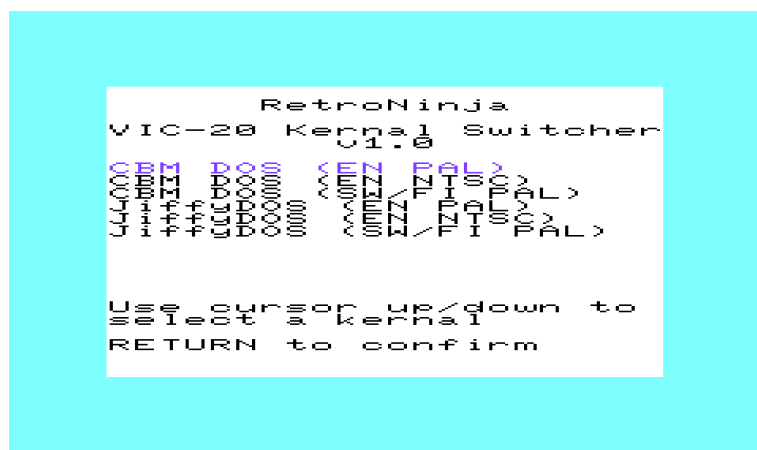 RetroNinja
VIC-20 Kernal Switcher
v1.0
CBM DOS (EN PAL)
CBM DOS (EN NTSC)
CBM DOS (SW/FI PAL)
JiffyDOS (EN PAL)
JiffyDOS (EN NTSC)
JiffyDOS (SW/FI PAL)
Use cursor up/down to
select a kernal
RETURN to confirm